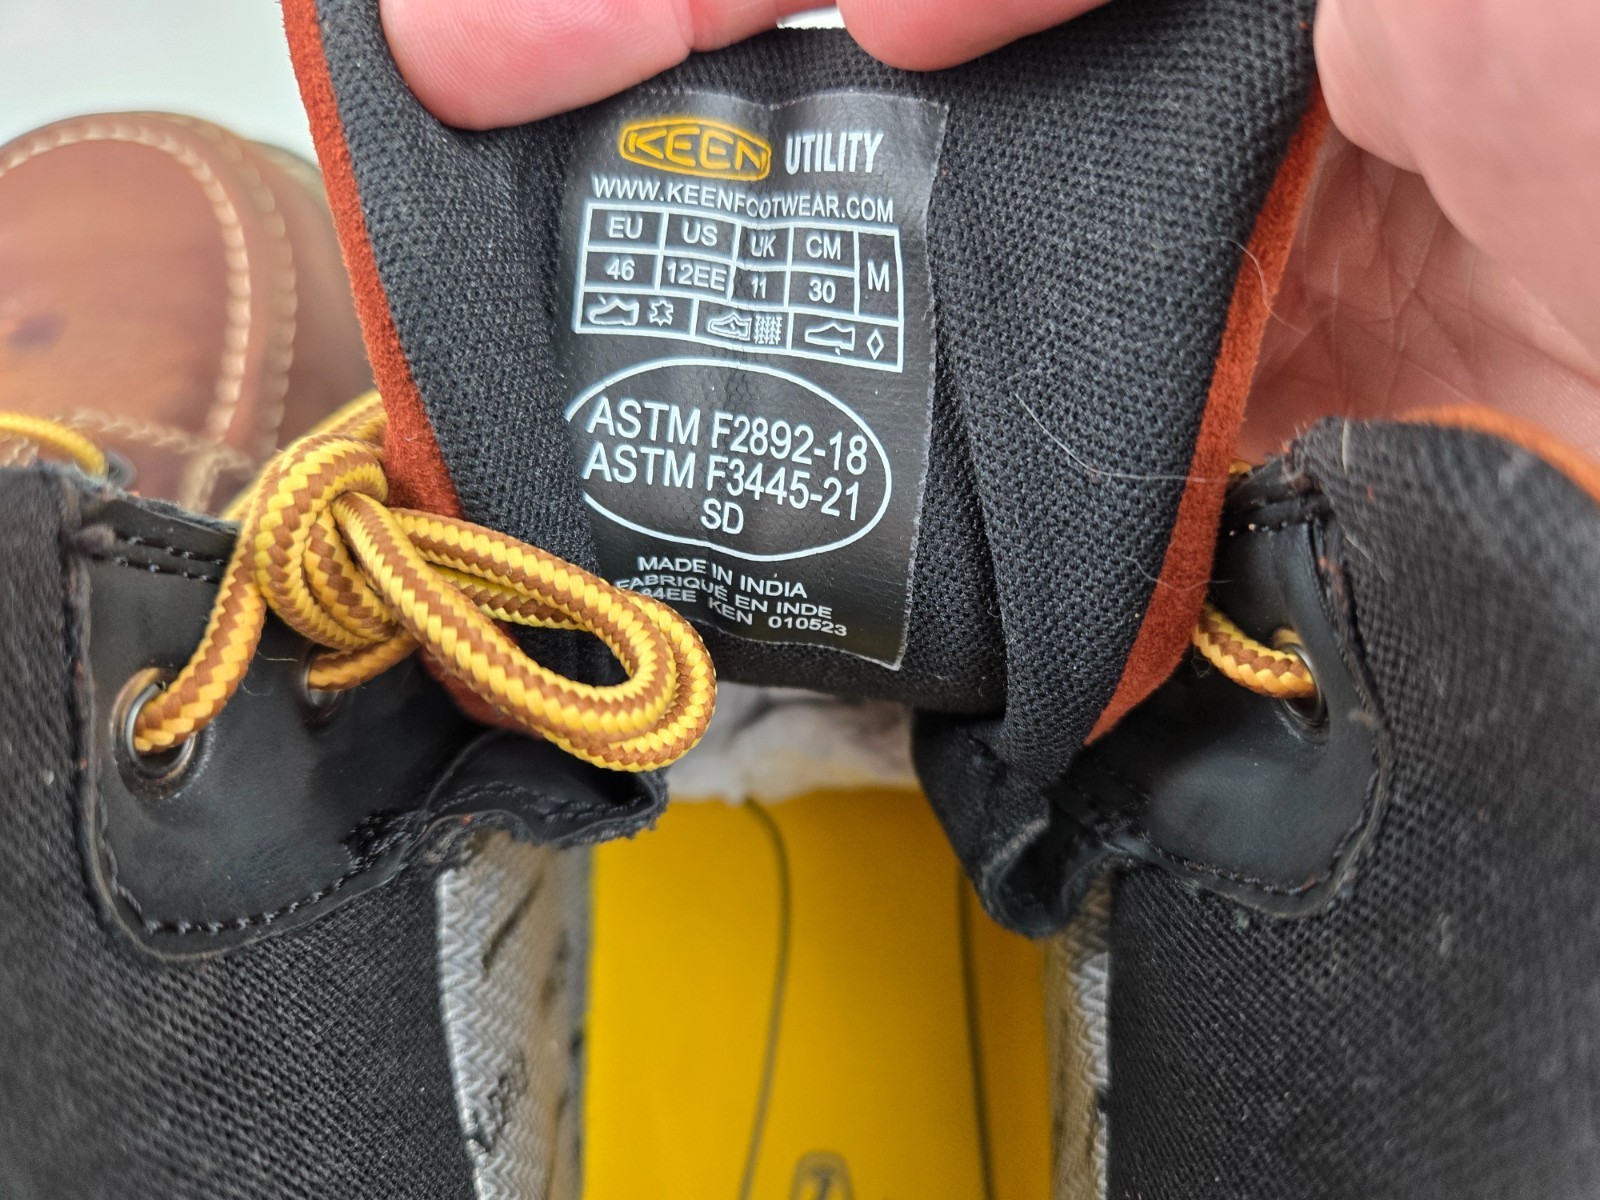 KEEN UTILITY
WWW.KEENFOOTWEAR.COM
EU US UK CM M
46 12EE 11 30
ASTM F2892-18
ASTM F3445-21
SD
MADE IN INDIA
FABRIQUÉ EN INDE
KEN 010523